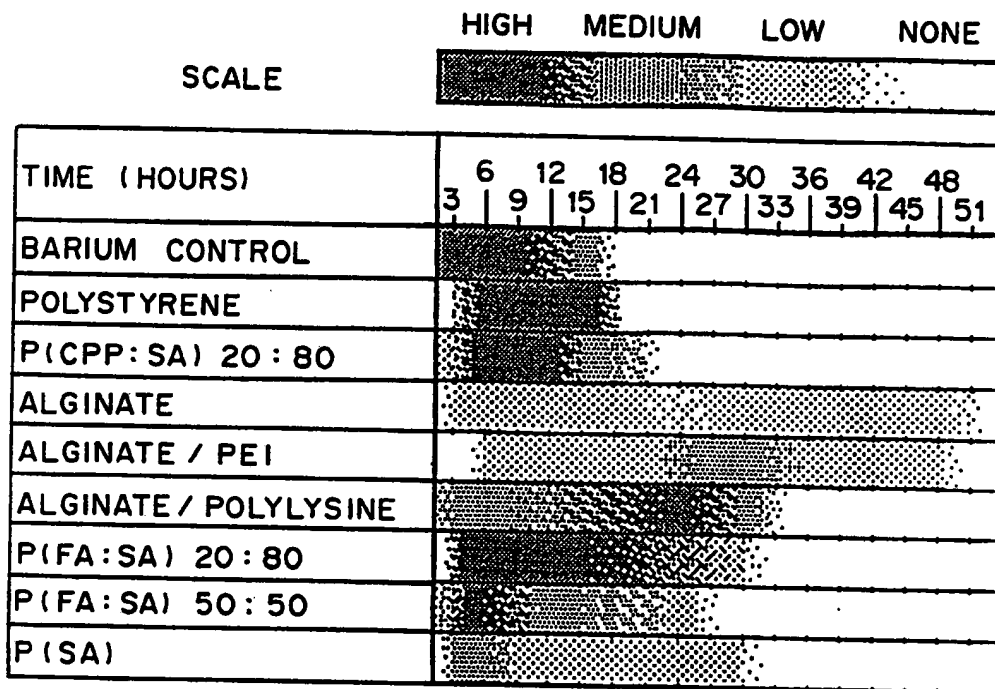 HIGH MEDIUM LOW NONE
SCALE
TIME (HOURS)
6 12 18 24 30 36 42 48
3 9 15 21 27 33 39 45 51
BARIUM CONTROL
POLYSTYRENE
P(CPP:SA) 20:80
ALGINATE
ALGINATE / PEI
ALGINATE / POLYLYSINE
P(FA:SA) 20:80
P(FA:SA) 50:50
P(SA)